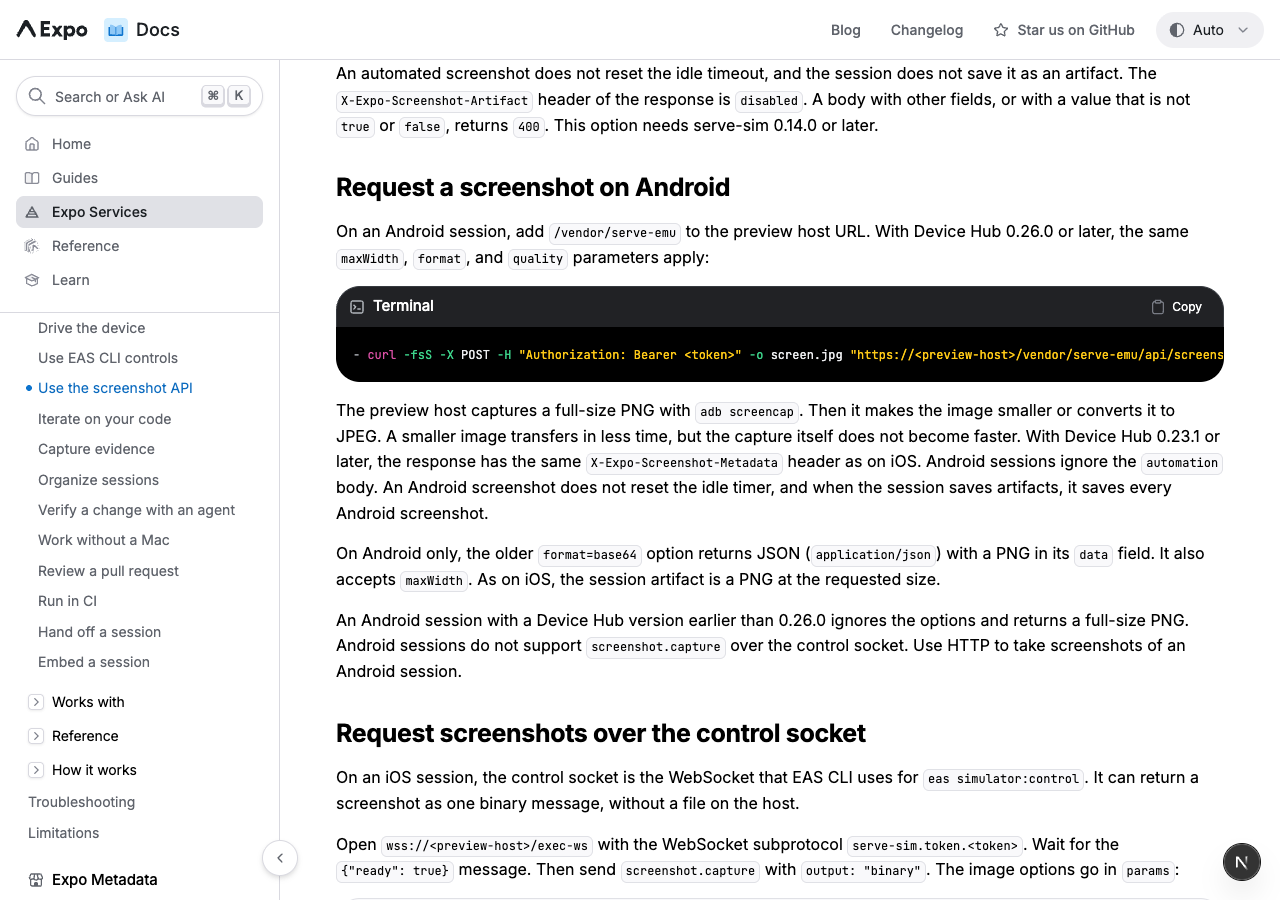 Expo Docs
Blog
Changelog
Star us on GitHub
Auto
Search or Ask AI
⌘ K
Home
Guides
Expo Services
Reference
Learn
Drive the device
Use EAS CLI controls
Use the screenshot API
Iterate on your code
Capture evidence
Organize sessions
Verify a change with an agent
Work without a Mac
Review a pull request
Run in CI
Hand off a session
Embed a session
Works with
Reference
How it works
Troubleshooting
Limitations
Expo Metadata
An automated screenshot does not reset the idle timeout, and the session does not save it as an artifact. The
X-Expo-Screenshot-Artifact header of the response is disabled. A body with other fields, or with a value that is not
true or false, returns 400. This option needs serve-sim 0.14.0 or later.
Request a screenshot on Android
On an Android session, add /vendor/serve-emu to the preview host URL. With Device Hub 0.26.0 or later, the same
maxWidth, format, and quality parameters apply:
Terminal
Copy
- curl -fsS -X POST -H "Authorization: Bearer <token>" -o screen.jpg "https://<preview-host>/vendor/serve-emu/api/screens
The preview host captures a full-size PNG with adb screencap. Then it makes the image smaller or converts it to
JPEG. A smaller image transfers in less time, but the capture itself does not become faster. With Device Hub 0.23.1 or
later, the response has the same X-Expo-Screenshot-Metadata header as on iOS. Android sessions ignore the automation
body. An Android screenshot does not reset the idle timer, and when the session saves artifacts, it saves every
Android screenshot.
On Android only, the older format=base64 option returns JSON (application/json) with a PNG in its data field. It also
accepts maxWidth. As on iOS, the session artifact is a PNG at the requested size.
An Android session with a Device Hub version earlier than 0.26.0 ignores the options and returns a full-size PNG.
Android sessions do not support screenshot.capture over the control socket. Use HTTP to take screenshots of an
Android session.
Request screenshots over the control socket
On an iOS session, the control socket is the WebSocket that EAS CLI uses for eas simulator:control. It can return a
screenshot as one binary message, without a file on the host.
Open wss://<preview-host>/exec-ws with the WebSocket subprotocol serve-sim.token.<token>. Wait for the
{"ready": true} message. Then send screenshot.capture with output: "binary". The image options go in params:
N